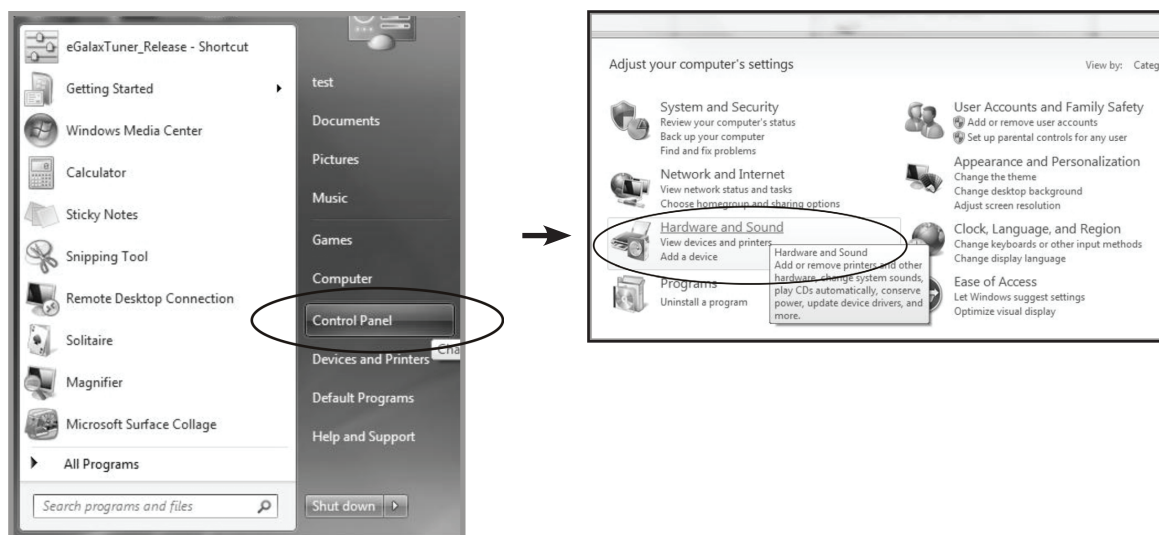 eGalaxTuner_Release - Shortcut
Getting Started
Windows Media Center
Calculator
Sticky Notes
Snipping Tool
Remote Desktop Connection
Solitaire
Magnifier
Microsoft Surface Collage
All Programs
Search programs and files
test
Documents
Pictures
Music
Games
Computer
Control Panel
Cha
Devices and Printers
Default Programs
Help and Support
Shut down
Adjust your computer's settings
View by: Categ
System and Security
Review your computer's status
Back up your computer
Find and fix problems
Network and Internet
View network status and tasks
Choose homegroup and sharing options
Hardware and Sound
View devices and printers
Add a device
Hardware and Sound
Add or remove printers and other
hardware, change system sounds,
play CDs automatically, conserve
power, update device drivers, and
more.
Programs
Uninstall a program
User Accounts and Family Safety
Add or remove user accounts
Set up parental controls for any user
Appearance and Personalization
Change the theme
Change desktop background
Adjust screen resolution
Clock, Language, and Region
Change keyboards or other input methods
Change display language
Ease of Access
Let Windows suggest settings
Optimize visual display